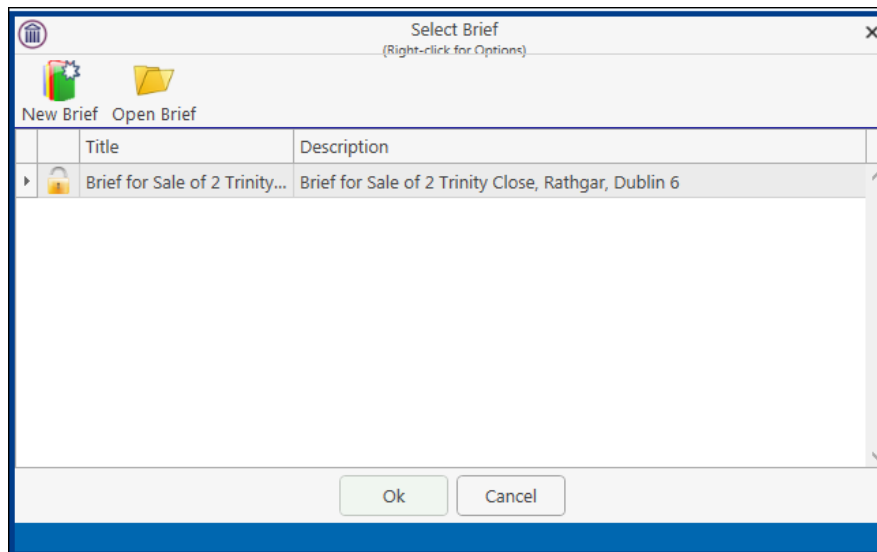 Select Brief
(Right-click for Options)
New Brief Open Brief
Title Description
Brief for Sale of 2 Trinity... Brief for Sale of 2 Trinity Close, Rathgar, Dublin 6
Ok Cancel